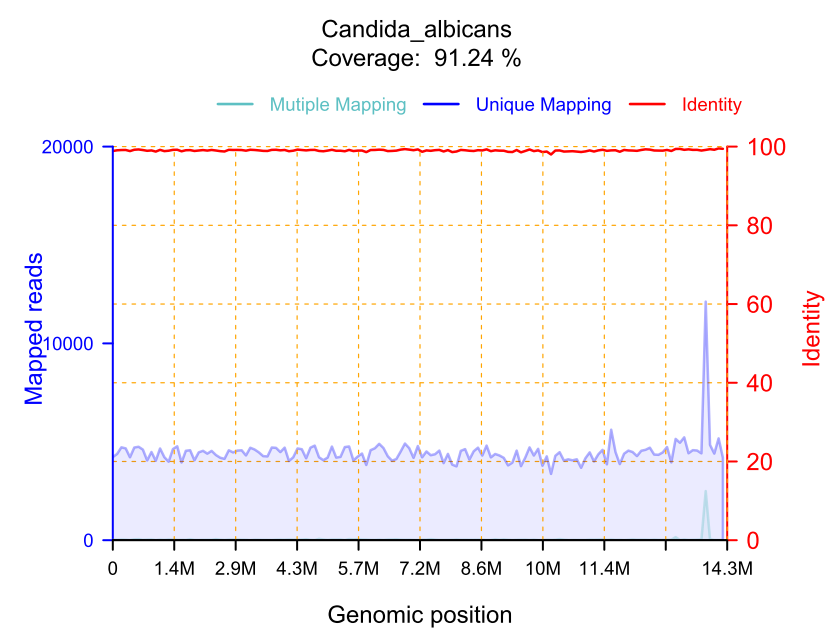 Candida_albicans
Coverage:  91.24 %
Mutiple Mapping Unique Mapping Identity
20000
10000
0
Mapped reads
100
80
60
40
20
0
Identity
0 1.4M 2.9M 4.3M 5.7M 7.2M 8.6M 10M 11.4M 14.3M
Genomic position